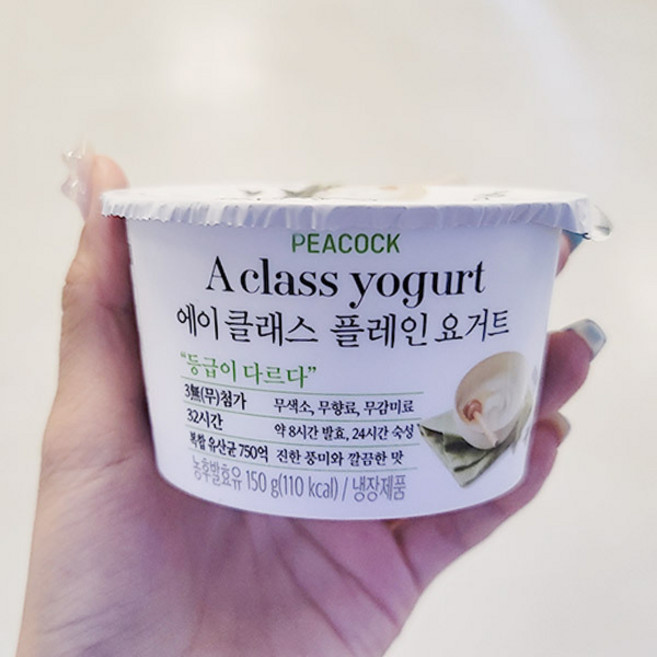 PEACOCK
A class yogurt
에이 클래스 플레인 요거트
“등급이 다르다”
3無(무)첨가 무색소, 무향료, 무감미료
32시간 약 8시간 발효, 24시간 숙성
복합 유산균 750억 진한 풍미와 깔끔한 맛
농후발효유 150 g(110 kcal) / 냉장제품